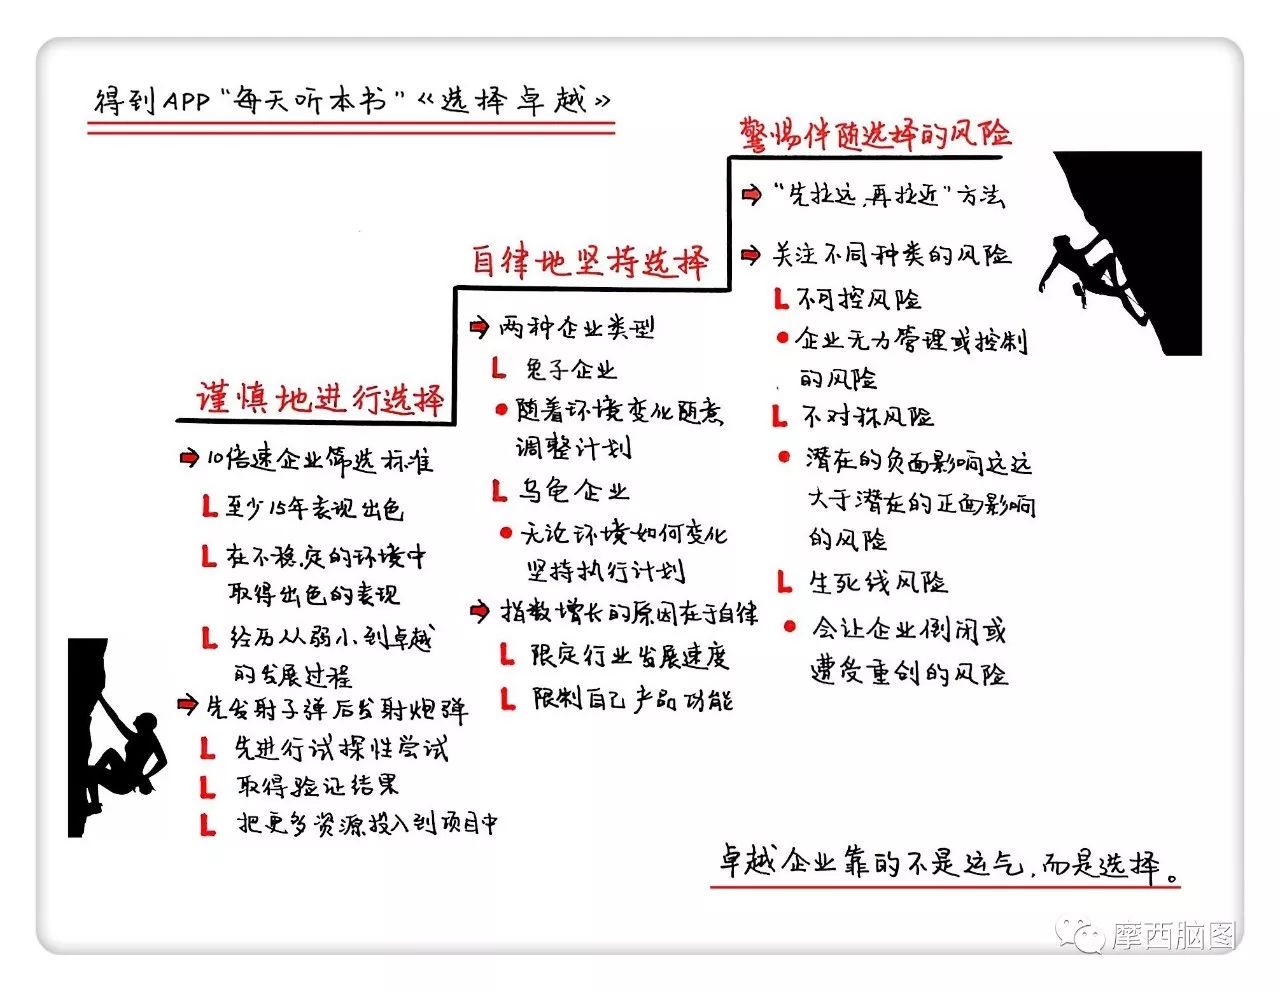 得到APP“每天听本书”《选择卓越》
谨慎地进行选择
10倍速企业筛选标准
至少15年表现出色
在不稳定的环境中
取得出色的表现
经历从弱小到卓越
的发展过程
先发射子弹后发射炮弹
先进行试探性尝试
取得验证结果
把更多资源投入到项目中
自律地坚持选择
两种企业类型
兔子企业
随着环境变化随意
调整计划
乌龟企业
无论环境如何变化
坚持执行计划
指数增长的原因在于自律
限定行业发展速度
限制自己产品功能
警惕伴随选择的风险
“先拉远,再拉近”方法
关注不同种类的风险
不可控风险
企业无力管理或控制
的风险
不对称风险
潜在的负面影响远远
大于潜在的正面影响
的风险
生死线风险
会让企业倒闭或
遭受重创的风险
卓越企业靠的不是运气,而是选择。
摩西脑图